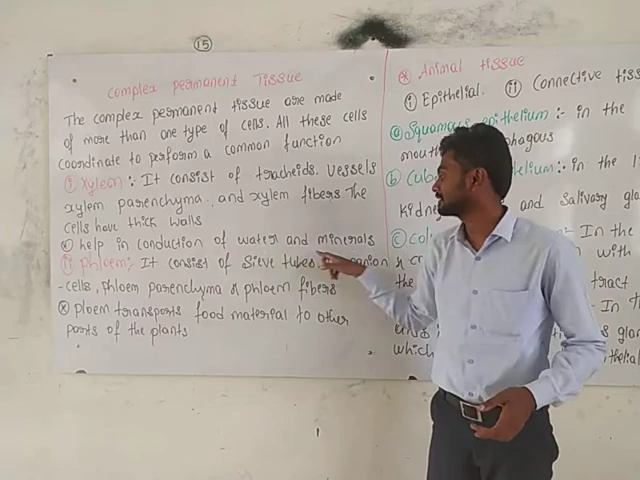 15
Complex permanent Tissue
The complex permanent tissue are made
of more than one type of cells. All these cells
coordinate to perform a common function
i Xylem :- It consist of tracheids. vessels
xylem parenchyma .. and xylem fibers. The
cells have thick walls
help in conduction of water and minerals
ii Phloem :- It consist of Sieve tubes
- cells, phloem parenchyma & phloem fibers
ploem transports food material to other
parts of the plants
Animal tissue
i Epithelial. ii Connective
a Squamous epithelium :- in the
b :- in the
and Salivary
c :- In the
with
the tract
- In
which